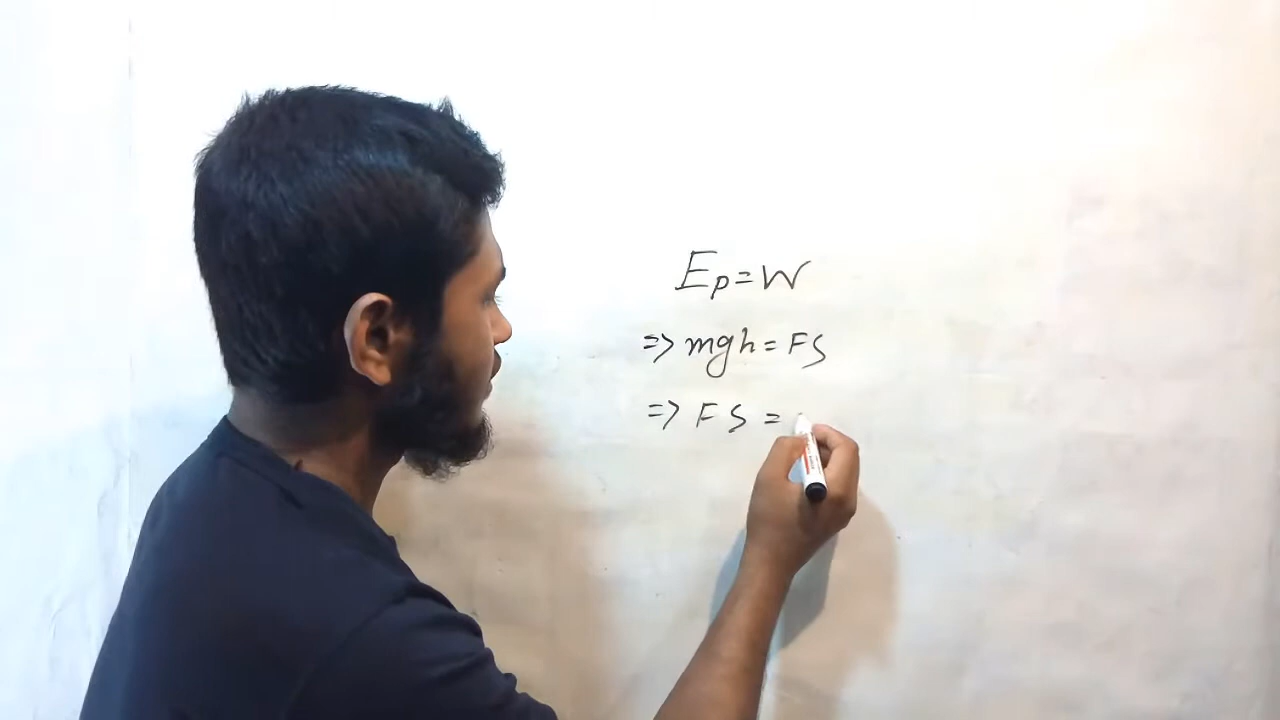 Ep=W
=> mgh = FS
=> FS =